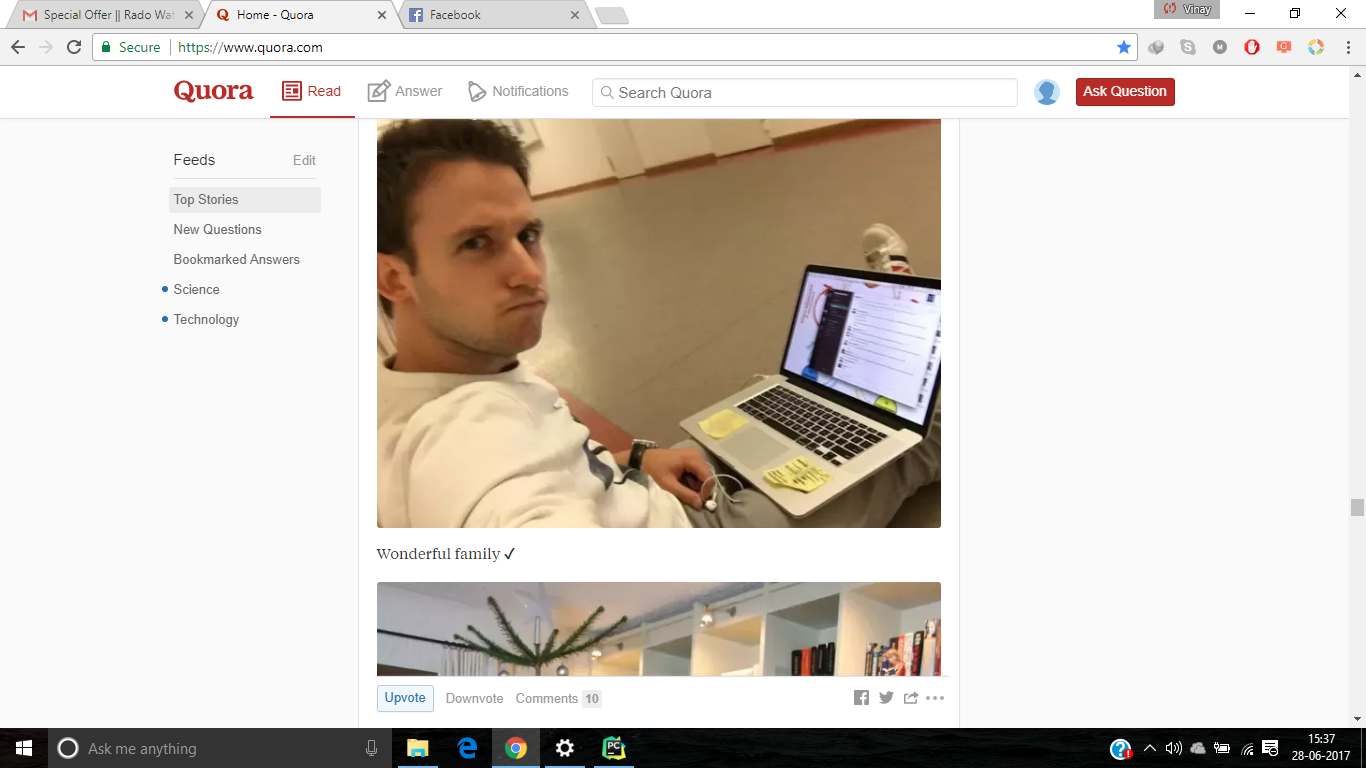 Special Offer || Rado Wat
Home - Quora
Facebook
Vinay
Secure
https://www.quora.com
Quora
Read
Answer
Notifications
Search Quora
Ask Question
Feeds
Edit
Top Stories
New Questions
Bookmarked Answers
Science
Technology
Wonderful family ✓
Upvote
Downvote
Comments 10
Ask me anything
PC
15:37
28-06-2017